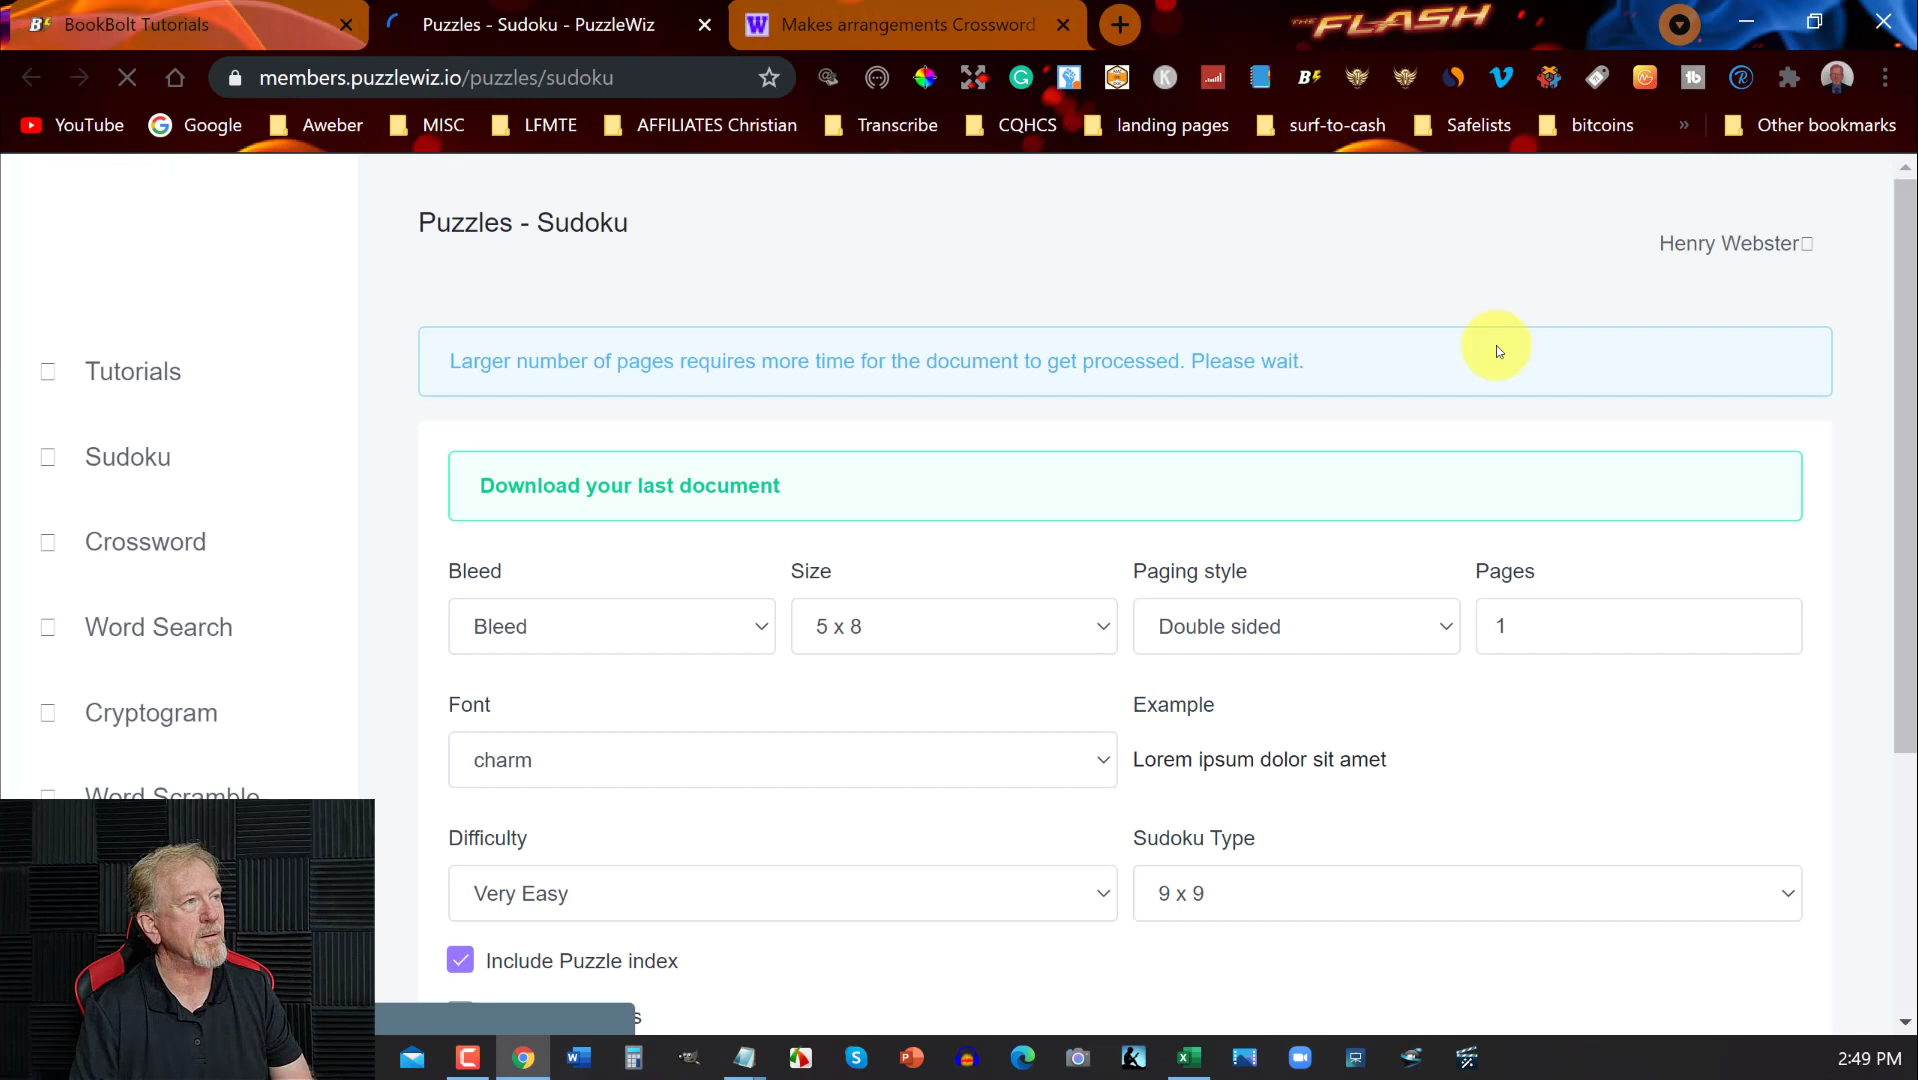 BookBolt Tutorials
Puzzles - Sudoku - PuzzleWiz
Makes arrangements Crossword
THE FLASH
members.puzzlewiz.io/puzzles/sudoku
YouTube
Google
Aweber
MISC
LFMTE
AFFILIATES Christian
Transcribe
CQHCS
landing pages
surf-to-cash
Safelists
bitcoins
»
Other bookmarks
Puzzles - Sudoku
Henry Webster
Larger number of pages requires more time for the document to get processed. Please wait.
Tutorials
Sudoku
Crossword
Word Search
Cryptogram
Word Scramble
Download your last document
Bleed
Size
Paging style
Pages
Bleed
5 x 8
Double sided
1
Font
Example
charm
Lorem ipsum dolor sit amet
Difficulty
Sudoku Type
Very Easy
9 x 9
Include Puzzle index
2:49 PM